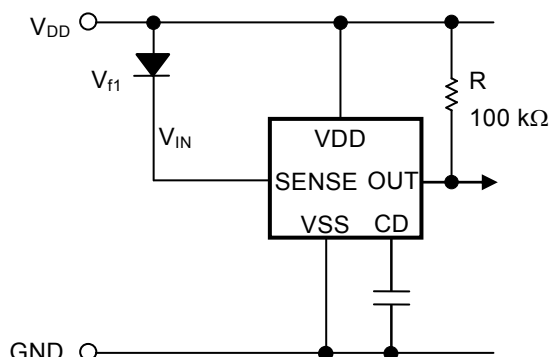 VDD
Vf1
VIN
R
100 kΩ
VDD
SENSE OUT
VSS CD
GND